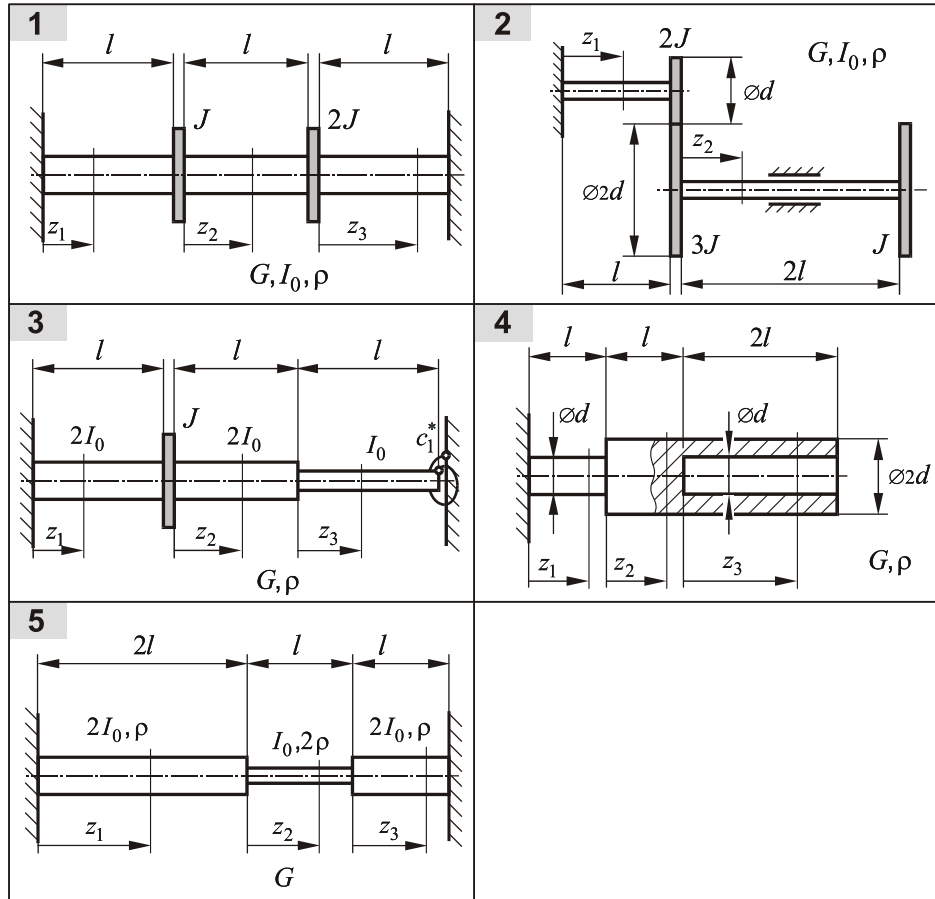 1
l l l
J 2J
z₁ z₂ z₃
G, I₀, ρ
2
z₁ 2J G, I₀, ρ
⌀d
z₂
⌀2d
3J J
l 2l
3
l l l
J
2I₀ 2I₀ I₀ c₁*
z₁ z₂ z₃
G, ρ
4
l l 2l
⌀d ⌀d
⌀2d
z₁ z₂ z₃
G, ρ
5
2l l l
2I₀, ρ I₀, 2ρ 2I₀, ρ
z₁ z₂ z₃
G